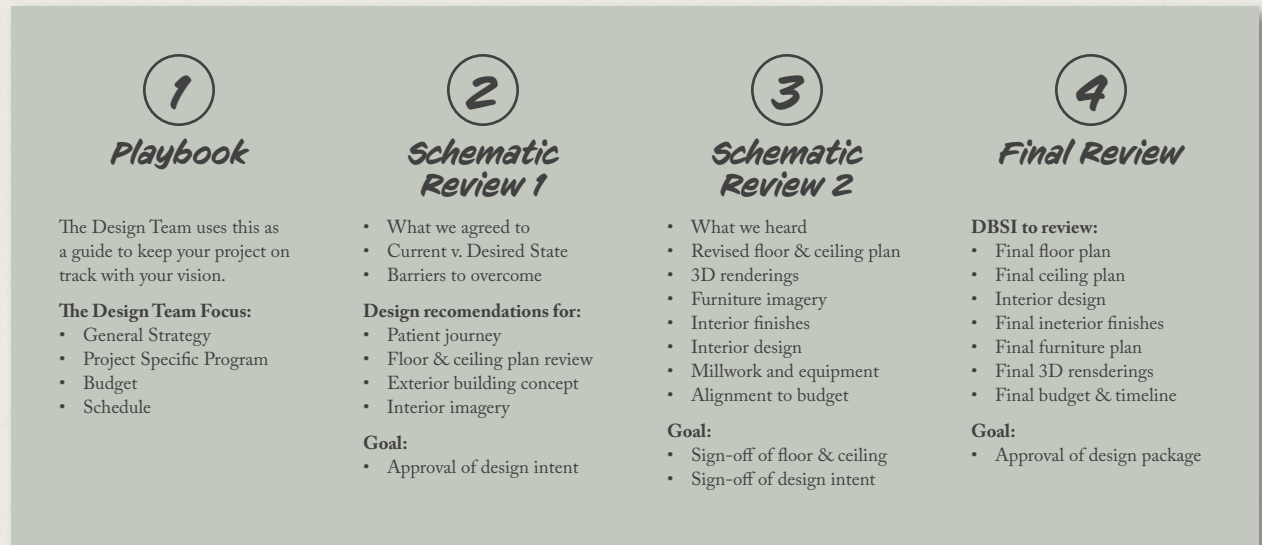 1
Playbook
The Design Team uses this as
a guide to keep your project on
track with your vision.
The Design Team Focus:
• General Strategy
• Project Specific Program
• Budget
• Schedule
2
Schematic
Review 1
• What we agreed to
• Current v. Desired State
• Barriers to overcome
Design recomendations for:
• Patient journey
• Floor & ceiling plan review
• Exterior building concept
• Interior imagery
Goal:
• Approval of design intent
3
Schematic
Review 2
• What we heard
• Revised floor & ceiling plan
• 3D renderings
• Furniture imagery
• Interior finishes
• Interior design
• Millwork and equipment
• Alignment to budget
Goal:
• Sign-off of floor & ceiling
• Sign-off of design intent
4
Final Review
DBSI to review:
• Final floor plan
• Final ceiling plan
• Interior design
• Final ineterior finishes
• Final furniture plan
• Final 3D rensderings
• Final budget & timeline
Goal:
• Approval of design package